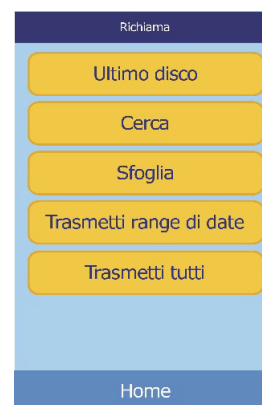 Richiama
Ultimo disco
Cerca
Sfoglia
Trasmetti range di date
Trasmetti tutti
Home